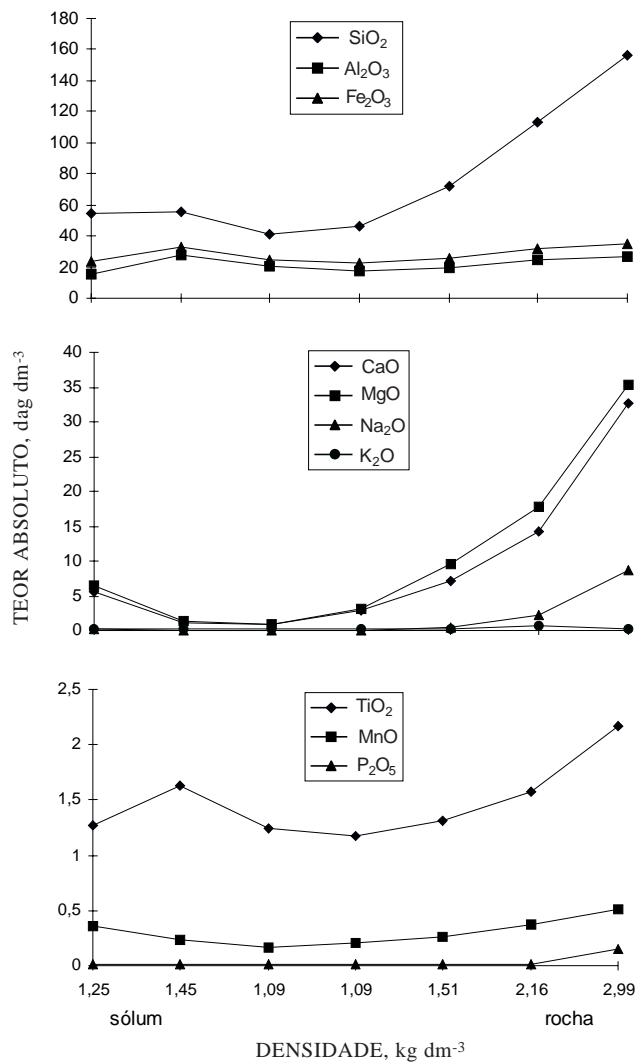 180
160
140
120
100
80
60
40
20
0
SiO2
Al2O3
Fe2O3
40
35
30
25
20
15
10
5
0
CaO
MgO
Na2O
K2O
TEOR ABSOLUTO, dag dm-3
2,5
2
1,5
1
0,5
0
TiO2
MnO
P2O5
1,25 1,45 1,09 1,09 1,51 2,16 2,99
sólum rocha
DENSIDADE, kg dm-3